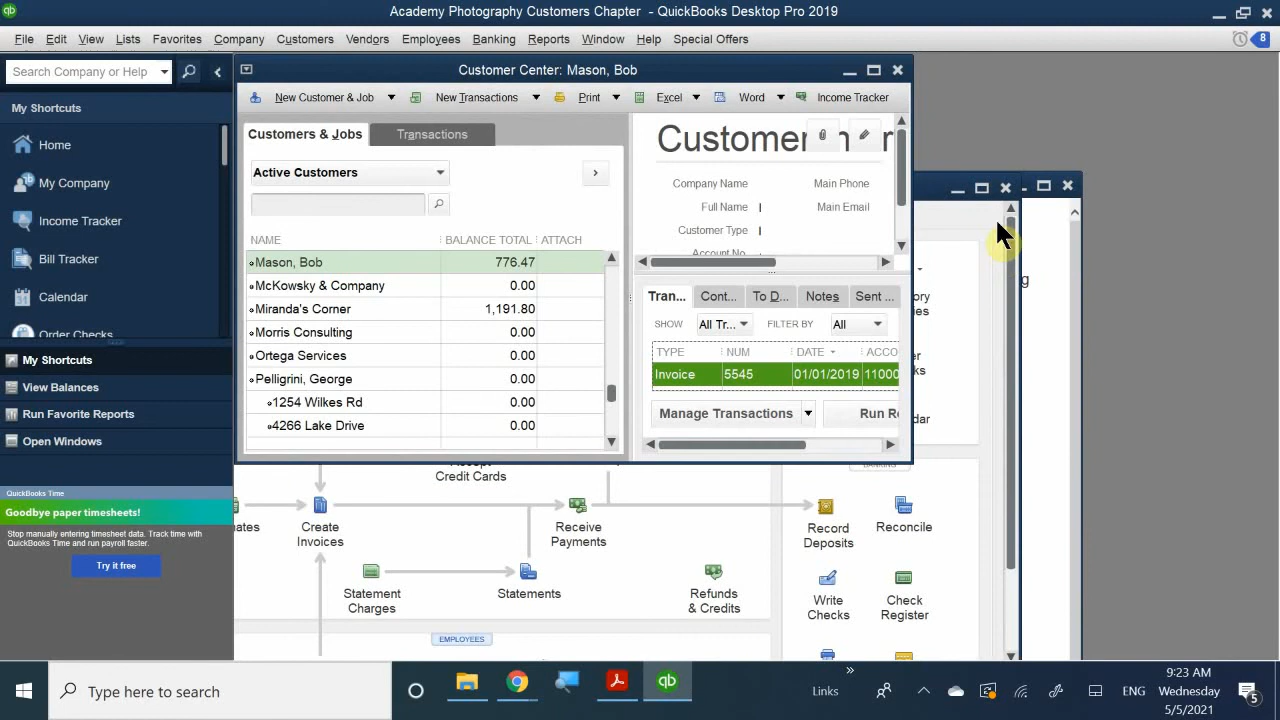 Academy Photography Customers Chapter - QuickBooks Desktop Pro 2019
File Edit View Lists Favorites Company Customers Vendors Employees Banking Reports Window Help Special Offers 8
Search Company or Help
My Shortcuts
Home
My Company
Income Tracker
Bill Tracker
Calendar
Order Checks
My Shortcuts
View Balances
Run Favorite Reports
Open Windows
QuickBooks Time
Goodbye paper timesheets!
Stop manually entering timesheet data. Track time with
QuickBooks Time and run payroll faster.
Try it free
Customer Center: Mason, Bob
New Customer & Job New Transactions Print Excel Word Income Tracker
Customers & Jobs Transactions
Active Customers
NAME BALANCE TOTAL ATTACH
Mason, Bob 776.47
McKowsky & Company 0.00
Miranda's Corner 1,191.80
Morris Consulting 0.00
Ortega Services 0.00
Pelligrini, George 0.00
1254 Wilkes Rd 0.00
4266 Lake Drive 0.00
Customer
Company Name Main Phone
Full Name Main Email
Customer Type
Account No.
Tran... Cont... To D... Notes Sent ...
SHOW All Tr... FILTER BY All
TYPE NUM DATE ACCO
Invoice 5545 01/01/2019 11000
Manage Transactions Run Re
Credit Cards
Create
Invoices
Receive
Payments
Record
Deposits
Reconcile
Statement
Charges
Statements
Refunds
& Credits
Write
Checks
Check
Register
EMPLOYEES
BANKING
Type here to search
Links
ENG
9:23 AM
Wednesday
5/5/2021
5